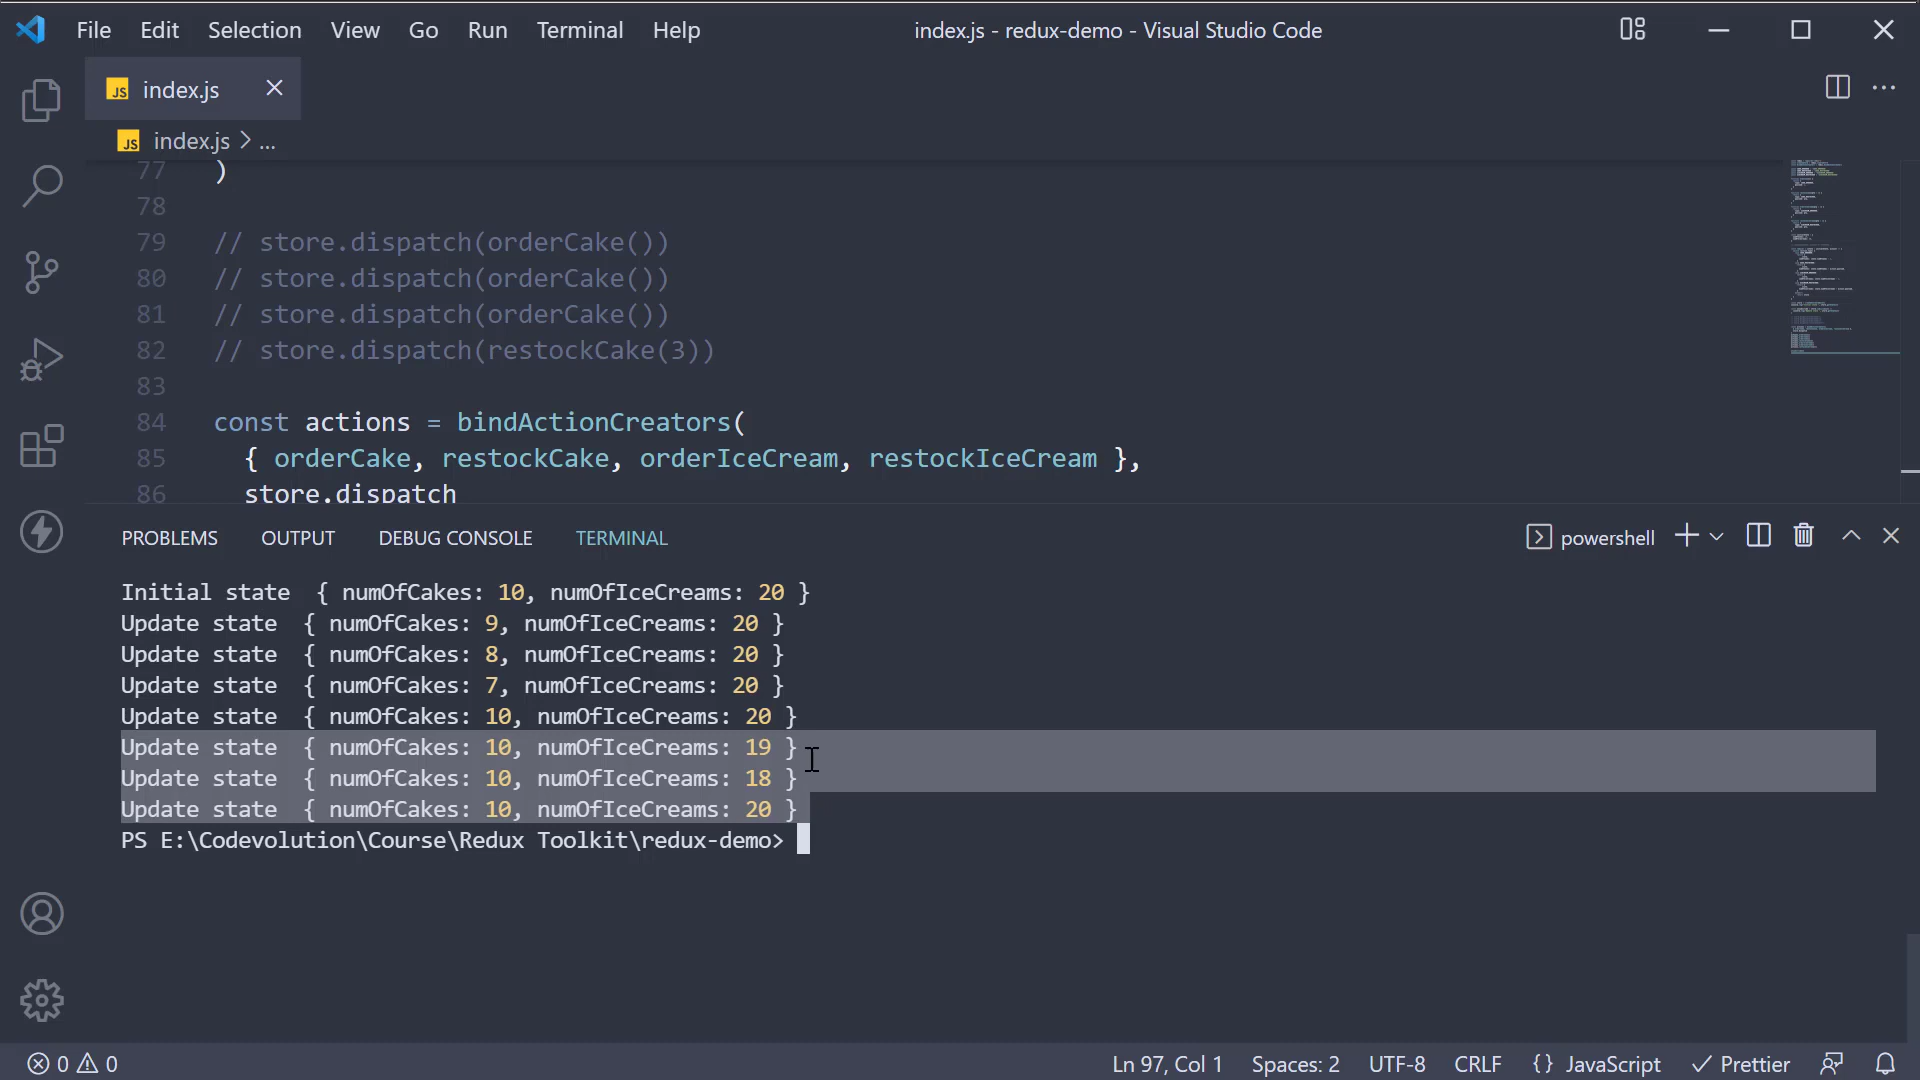 File Edit Selection View Go Run Terminal Help
index.js - redux-demo - Visual Studio Code
JS index.js
JS index.js > ...
77 )
78
79 // store.dispatch(orderCake())
80 // store.dispatch(orderCake())
81 // store.dispatch(orderCake())
82 // store.dispatch(restockCake(3))
83
84 const actions = bindActionCreators(
85 { orderCake, restockCake, orderIceCream, restockIceCream },
86 store.dispatch
PROBLEMS OUTPUT DEBUG CONSOLE TERMINAL
powershell
Initial state  { numOfCakes: 10, numOfIceCreams: 20 }
Update state  { numOfCakes: 9, numOfIceCreams: 20 }
Update state  { numOfCakes: 8, numOfIceCreams: 20 }
Update state  { numOfCakes: 7, numOfIceCreams: 20 }
Update state  { numOfCakes: 10, numOfIceCreams: 20 }
Update state  { numOfCakes: 10, numOfIceCreams: 19 }
Update state  { numOfCakes: 10, numOfIceCreams: 18 }
Update state  { numOfCakes: 10, numOfIceCreams: 20 }
PS E:\Codevolution\Course\Redux Toolkit\redux-demo>
0 0
Ln 97, Col 1 Spaces: 2 UTF-8 CRLF {} JavaScript Prettier